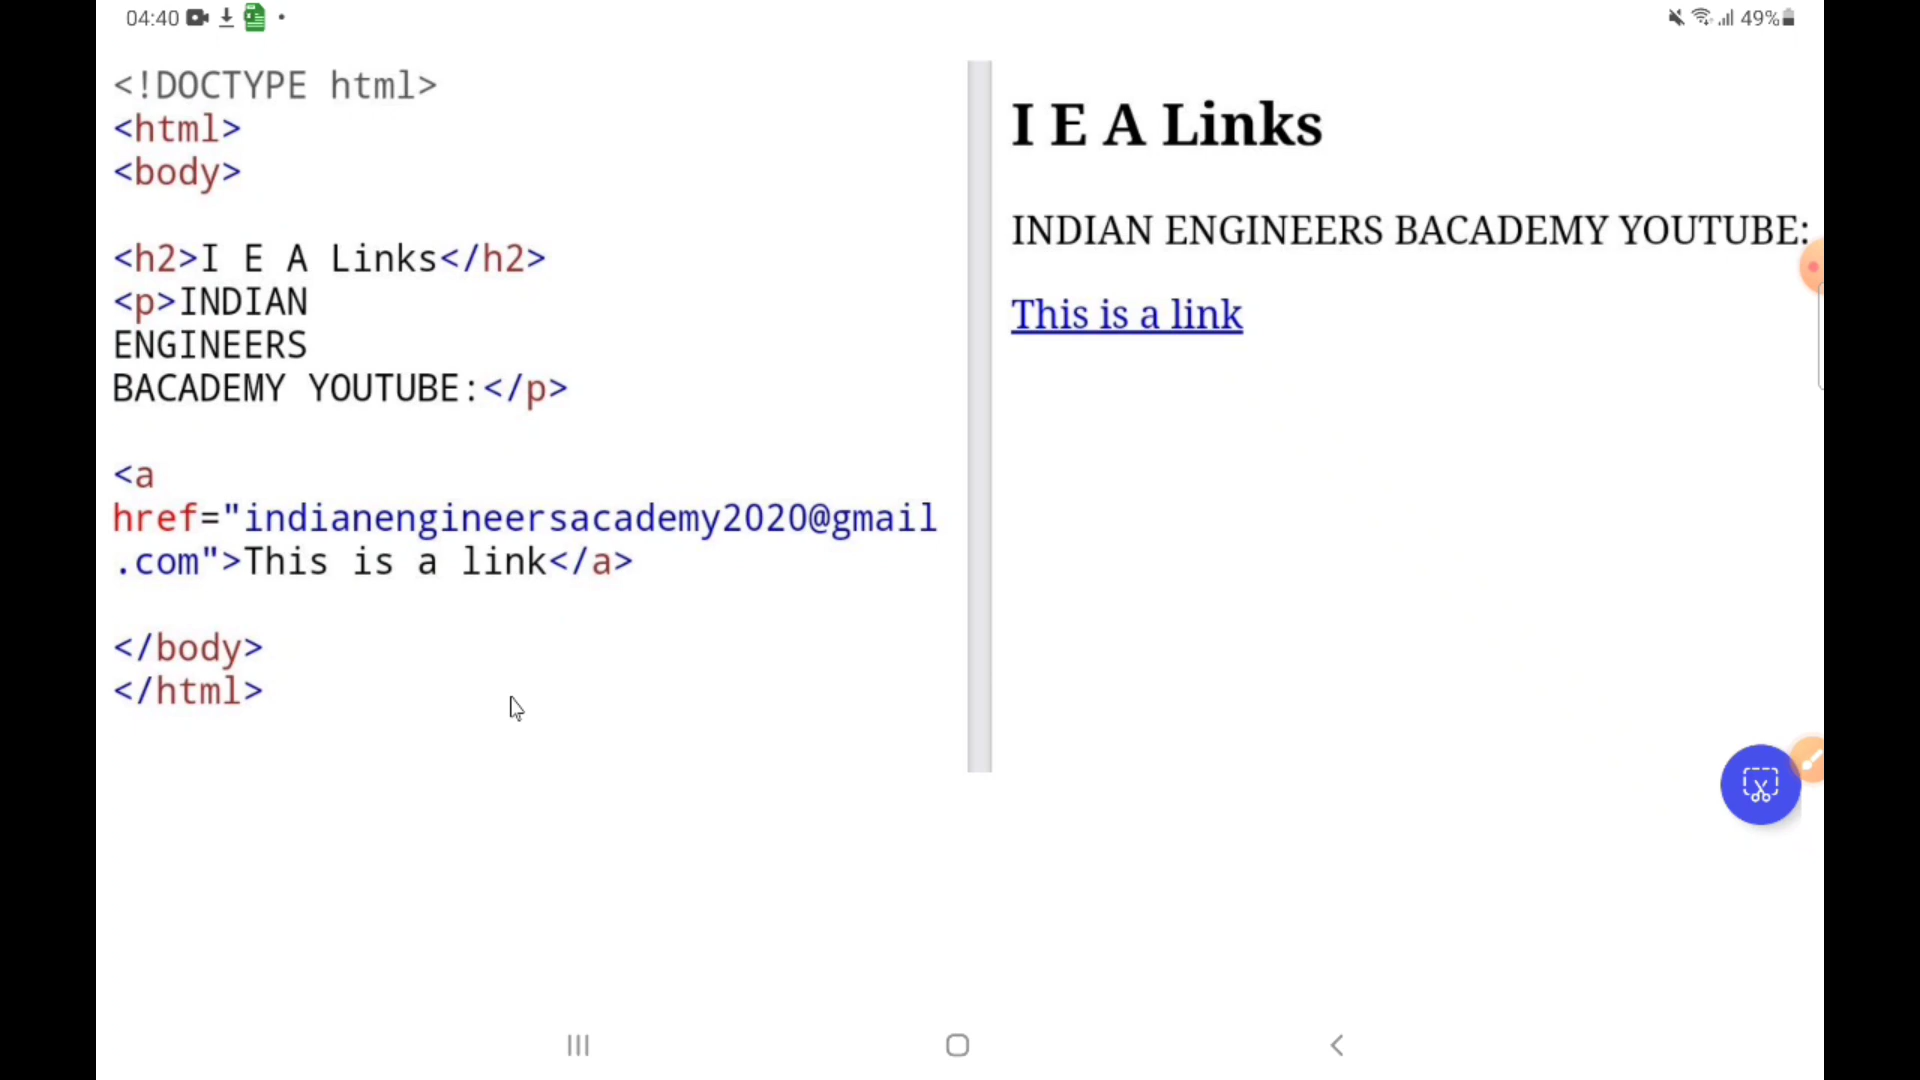 04:40
49%
<!DOCTYPE html>
<html>
<body>
<h2>I E A Links</h2>
<p>INDIAN
ENGINEERS
BACADEMY YOUTUBE:</p>
<a
href="indianengineersacademy2020@gmail
.com">This is a link</a>
</body>
</html>
I E A Links
INDIAN ENGINEERS BACADEMY YOUTUBE:
This is a link